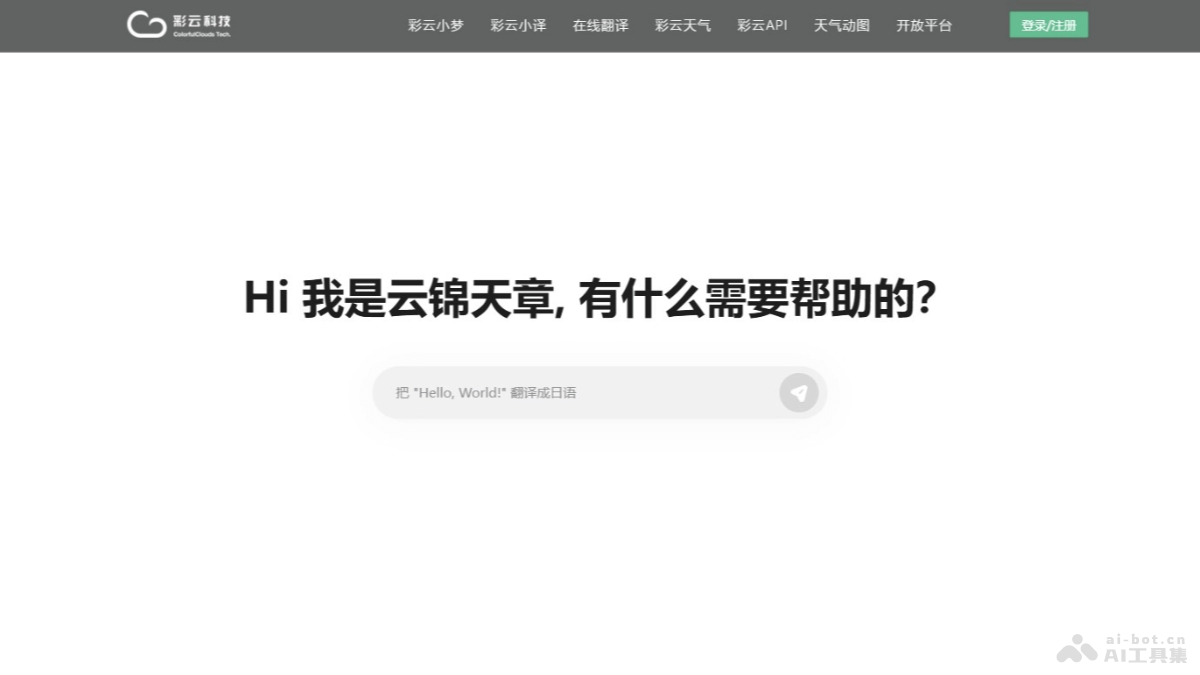 彩云科技
ColorfulClouds Tech.
彩云小梦 彩云小译 在线翻译 彩云天气 彩云API 天气动图 开放平台 登录/注册
Hi 我是云锦天章, 有什么需要帮助的?
把 "Hello, World!" 翻译成日语
ai-bot.cn
AI工具集